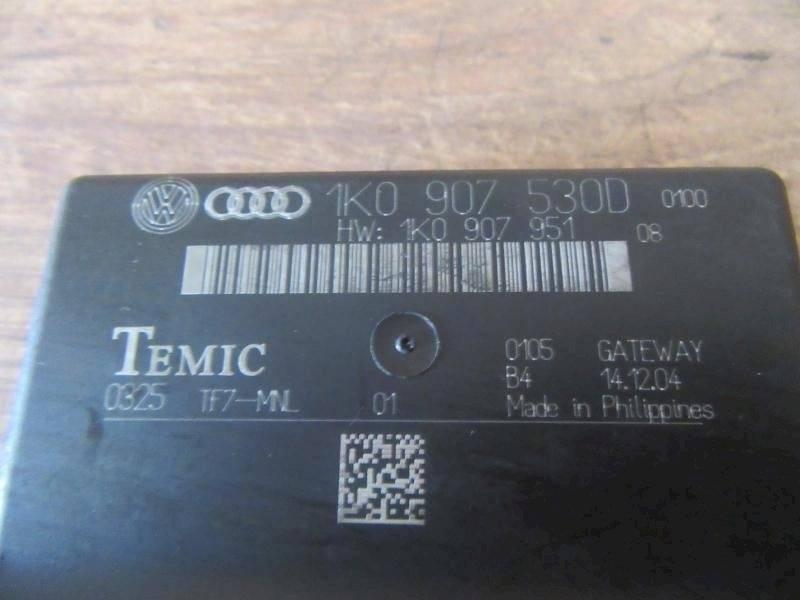 1K0 907 530D 0100
HW: 1K0 907 951 08
TEMIC 0105 GATEWAY
B4 14.12.04
0325 TF7-MNL 01 Made in Philippines